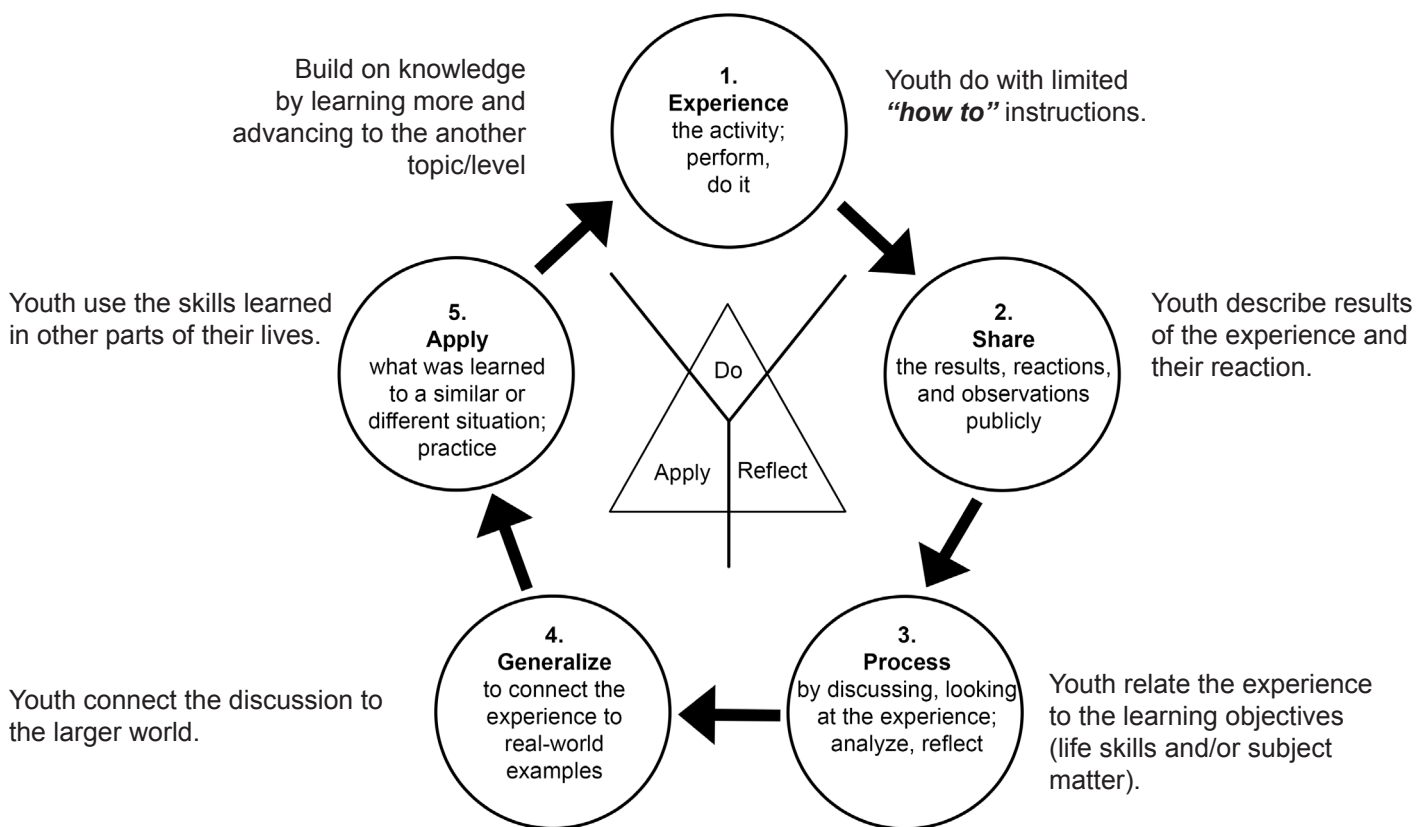 Build on knowledge
by learning more and
advancing to the another
topic/level
1.
Experience
the activity;
perform,
do it
Youth do with limited
“how to” instructions.
Youth use the skills learned
in other parts of their lives.
5.
Apply
what was learned
to a similar or
different situation;
practice
Do
Apply
Reflect
2.
Share
the results, reactions,
and observations
publicly
Youth describe results
of the experience and
their reaction.
Youth connect the discussion to
the larger world.
4.
Generalize
to connect the
experience to
real-world
examples
3.
Process
by discussing, looking
at the experience;
analyze, reflect
Youth relate the experience
to the learning objectives
(life skills and/or subject
matter).